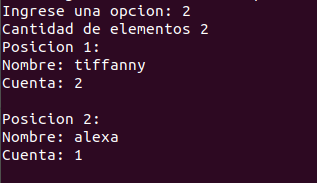 Ingrese una opcion: 2
Cantidad de elementos 2
Posicion 1:
Nombre: tiffanny
Cuenta: 2
Posicion 2:
Nombre: alexa
Cuenta: 1